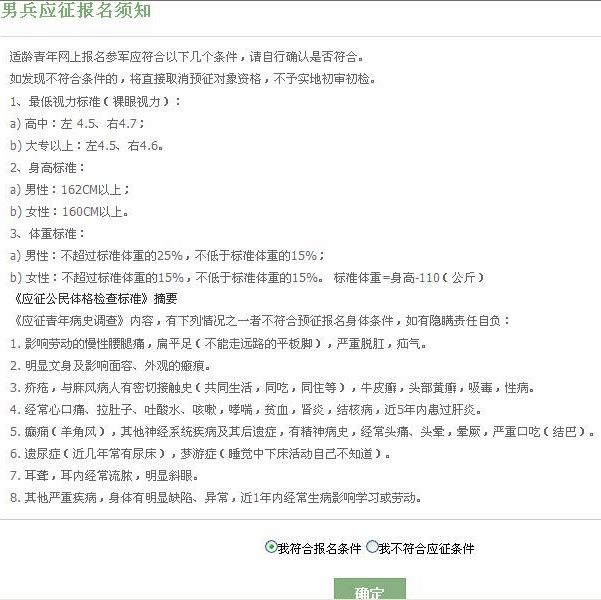 男兵应征报名须知
适龄青年网上报名参军应符合以下几个条件，请自行确认是否符合。
如发现不符合条件的，将直接取消预征对象资格，不予实地初审初检。
1、最低视力标准（裸眼视力）：
a) 高中：左 4.5、右4.7；
b) 大专以上：左4.5、右4.6。
2、身高标准：
a) 男性：162CM以上；
b) 女性：160CM以上。
3、体重标准：
a) 男性：不超过标准体重的25%，不低于标准体重的15%；
b) 女性：不超过标准体重的15%，不低于标准体重的15%。 标准体重=身高-110（公斤）
《应征公民体格检查标准》摘要
《应征青年病史调查》内容，有下列情况之一者不符合预征报名身体条件，如有隐瞒责任自负：
1. 影响劳动的慢性腰腿痛，扁平足（不能走远路的平板脚），严重脱肛，疝气。
2. 明显文身及影响面容、外观的瘢痕。
3. 疥疮，与麻风病人有密切接触史（共同生活，同吃，同住等），牛皮癣，头部黄癣，吸毒，性病。
4. 经常心口痛、拉肚子、吐酸水、咳嗽，哮喘，贫血，肾炎，结核病，近5年内患过肝炎。
5. 癫痫（羊角风），其他神经系统疾病及其后遗症，有精神病史，经常头痛、头晕，晕厥，严重口吃（结巴）。
6. 遗尿症（近几年常有尿床），梦游症（睡觉中下床活动自己不知道）。
7. 耳聋，耳内经常流脓，明显斜眼。
8. 其他严重疾病，身体有明显缺陷、异常，近1年内经常生病影响学习或劳动。
我符合报名条件 我不符合应征条件
确定